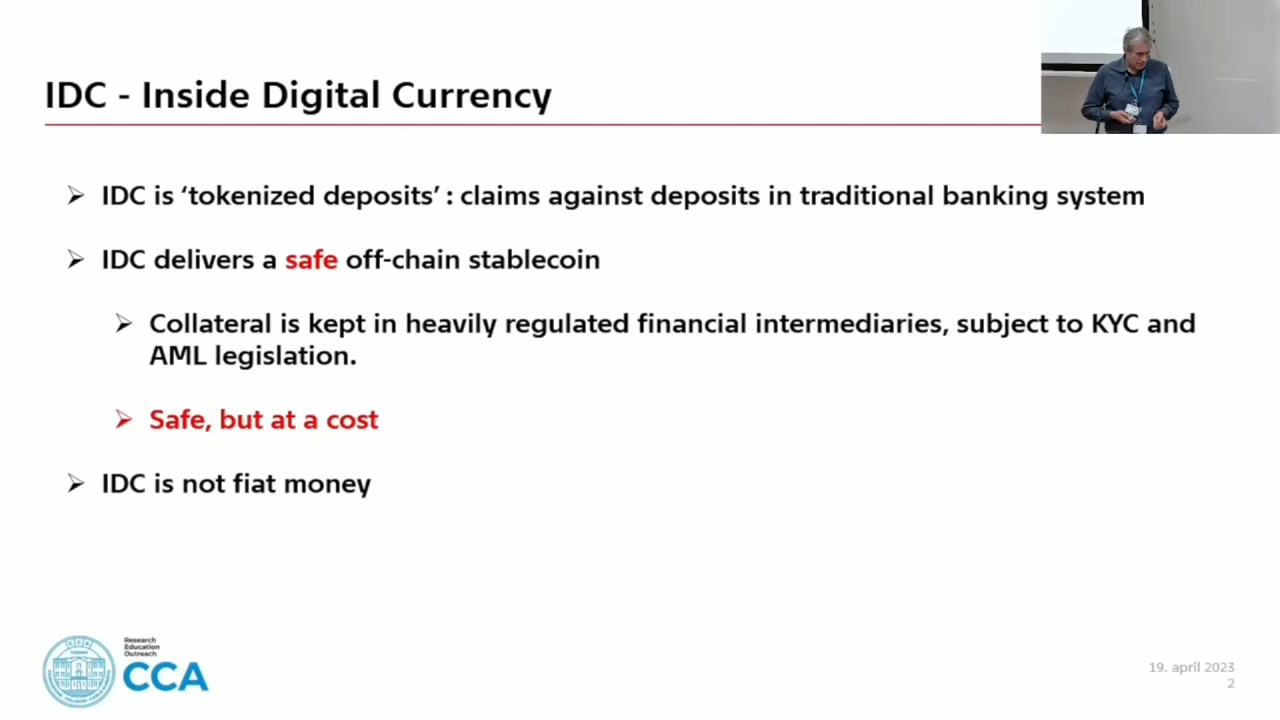 IDC - Inside Digital Currency
➢ IDC is ‘tokenized deposits’ : claims against deposits in traditional banking system
➢ IDC delivers a safe off-chain stablecoin
➢ Collateral is kept in heavily regulated financial intermediaries, subject to KYC and
AML legislation.
➢ Safe, but at a cost
➢ IDC is not fiat money
Research
Education
Outreach
CCA
19. april 2023
2